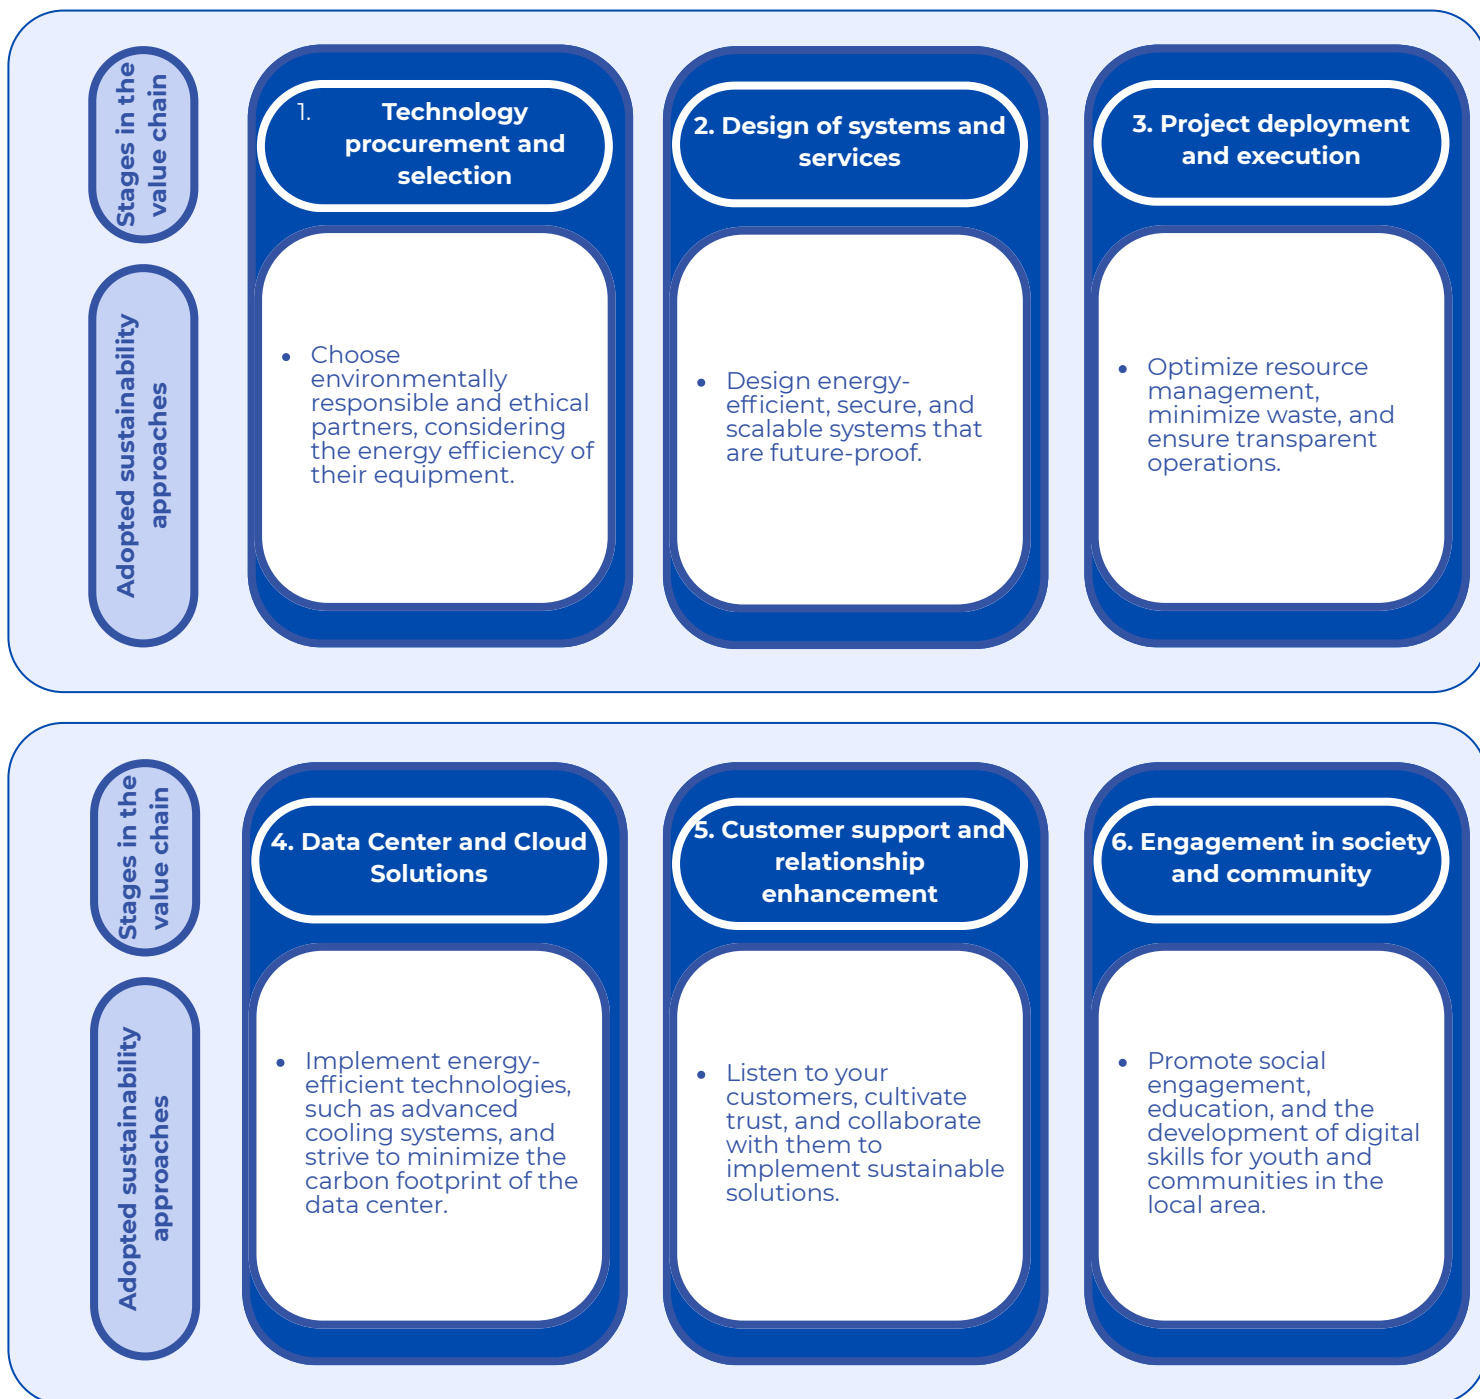 Stages in the
value chain
1. Technology
procurement and
selection
2. Design of systems and
services
3. Project deployment
and execution
Adopted sustainability
approaches
• Choose
environmentally
responsible and ethical
partners, considering
the energy efficiency of
their equipment.
• Design energy-
efficient, secure, and
scalable systems that
are future-proof.
• Optimize resource
management,
minimize waste, and
ensure transparent
operations.
Stages in the
value chain
4. Data Center and Cloud
Solutions
5. Customer support and
relationship
enhancement
6. Engagement in society
and community
Adopted sustainability
approaches
• Implement energy-
efficient technologies,
such as advanced
cooling systems, and
strive to minimize the
carbon footprint of the
data center.
• Listen to your
customers, cultivate
trust, and collaborate
with them to
implement sustainable
solutions.
• Promote social
engagement,
education, and the
development of digital
skills for youth and
communities in the
local area.